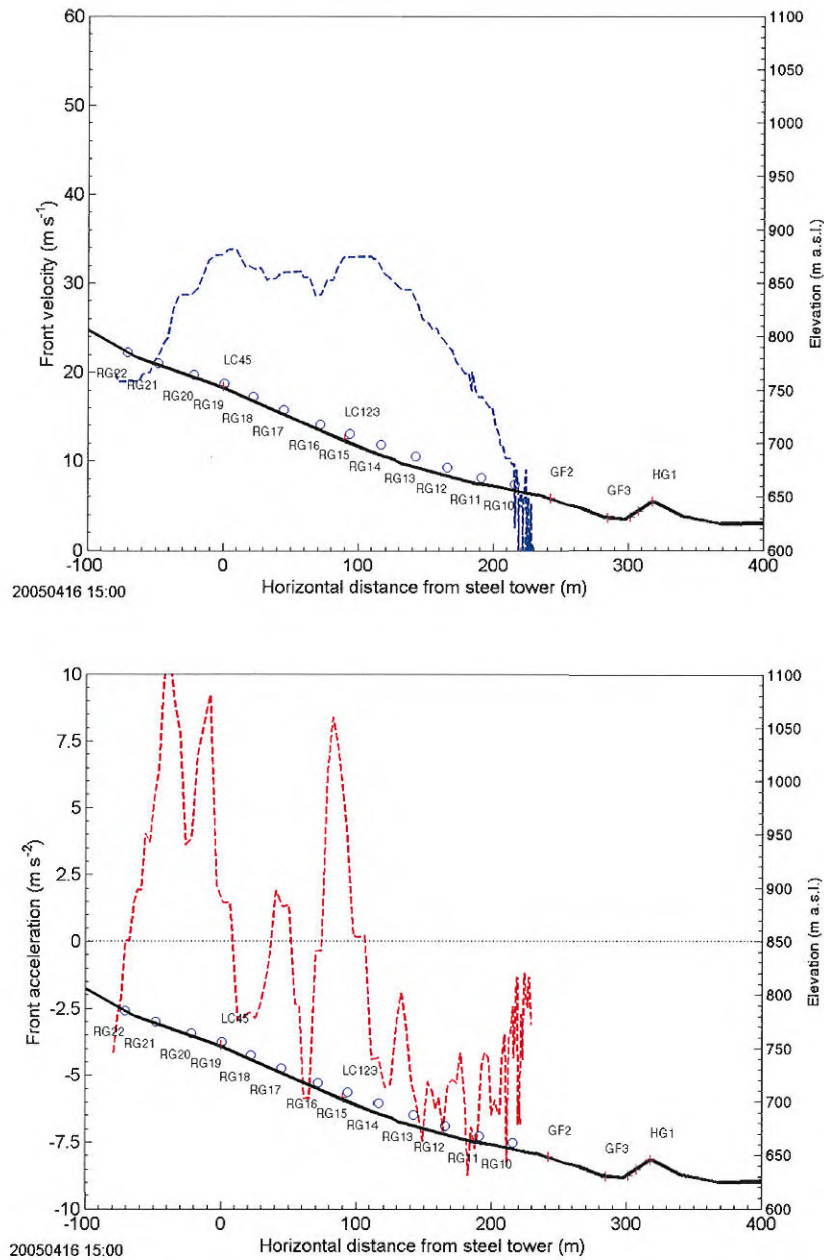 60
50
40
30
20
10
0
Front velocity (m s-1)
1100
1050
1000
950
900
850
800
750
700
650
600
Elevation (m a.s.l.)
RG22
RG21
RG20
RG19
LC45
RG18
RG17
RG16
RG15
LC123
RG14
RG13
RG12
RG11
RG10
GF2
GF3
HG1
-100 0 100 200 300 400
Horizontal distance from steel tower (m)
20050416 15:00
10
7.5
5
2.5
0
-2.5
-5
-7.5
-10
Front acceleration (m s-2)
1100
1050
1000
950
900
850
800
750
700
650
600
Elevation (m a.s.l.)
RG22
RG21
RG20
RG19
LC45
RG18
RG17
RG16
RG15
LC123
RG14
RG13
RG12
RG11
RG10
GF2
GF3
HG1
-100 0 100 200 300 400
Horizontal distance from steel tower (m)
20050416 15:00